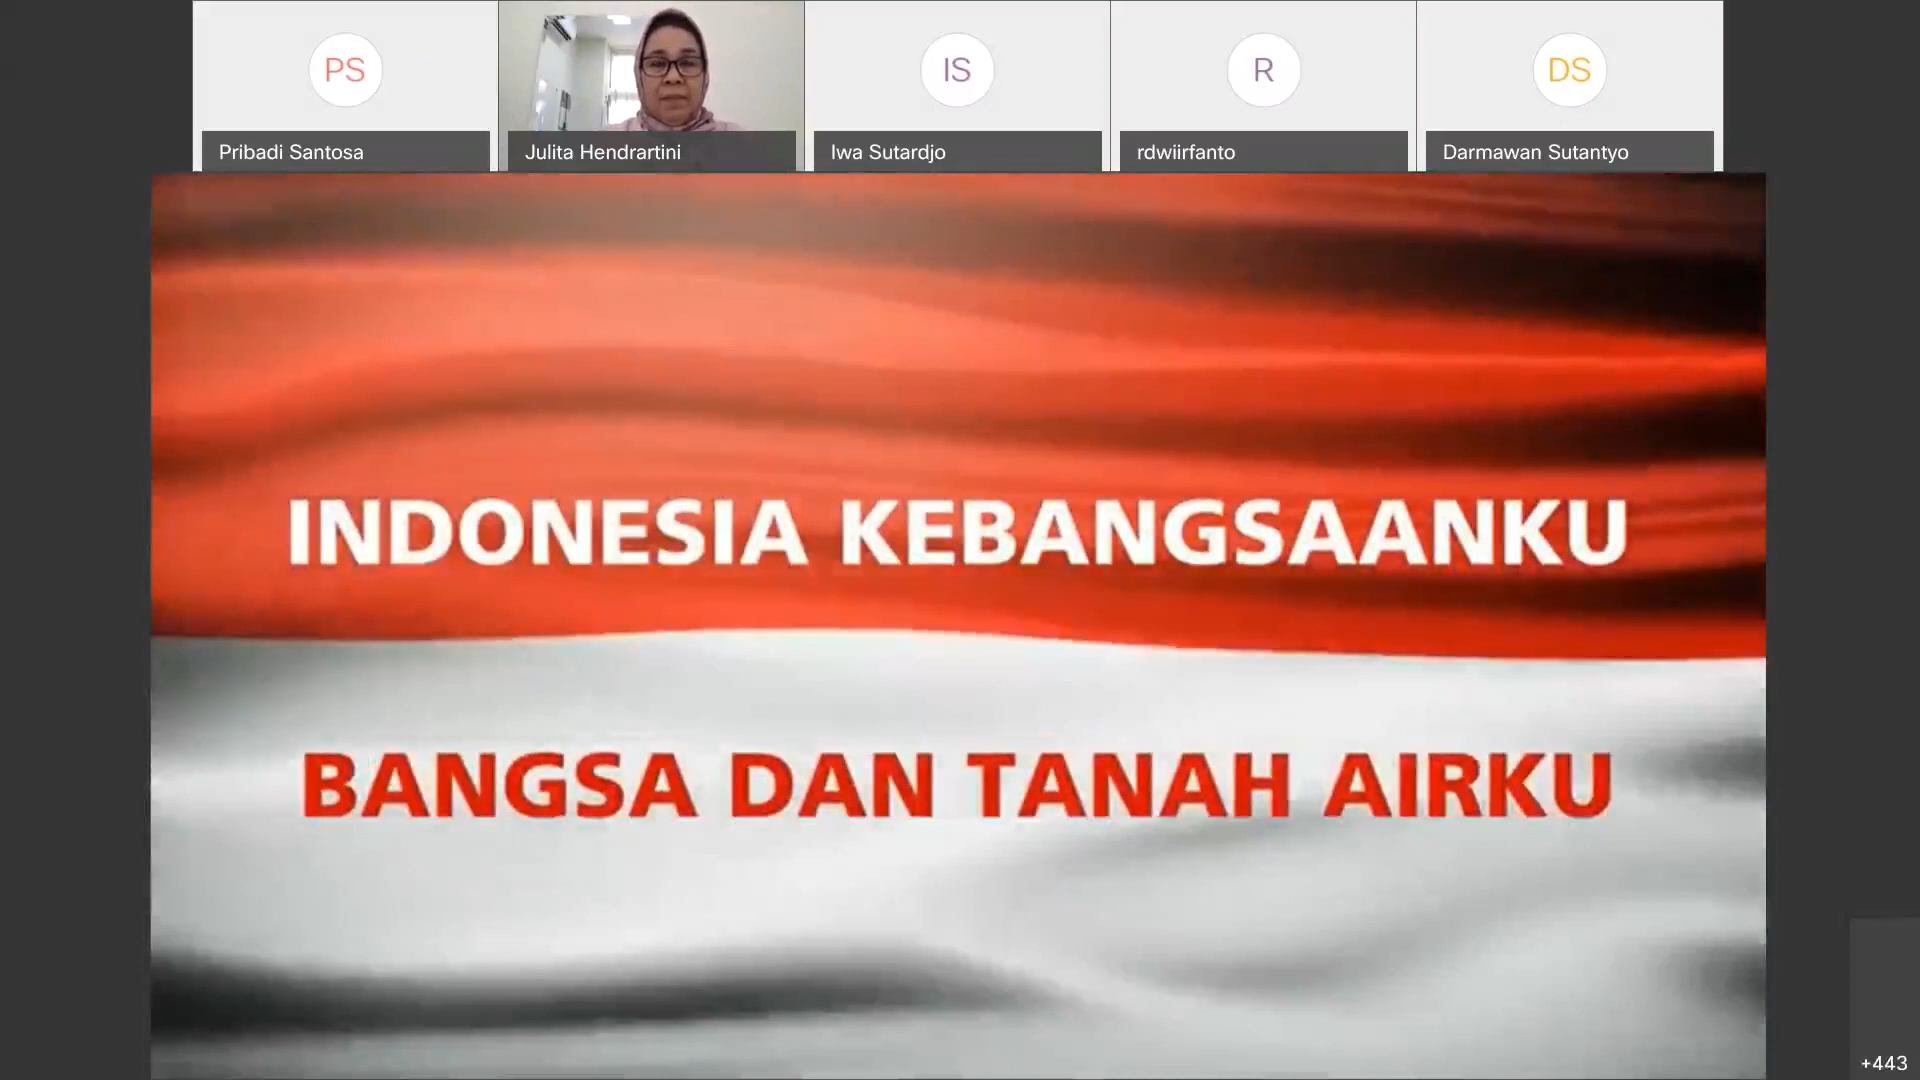 PS
IS
R
DS
Pribadi Santosa
Julita Hendrartini
Iwa Sutardjo
rdwiirfanto
Darmawan Sutantyo
INDONESIA KEBANGSAANKU
BANGSA DAN TANAH AIRKU
+443